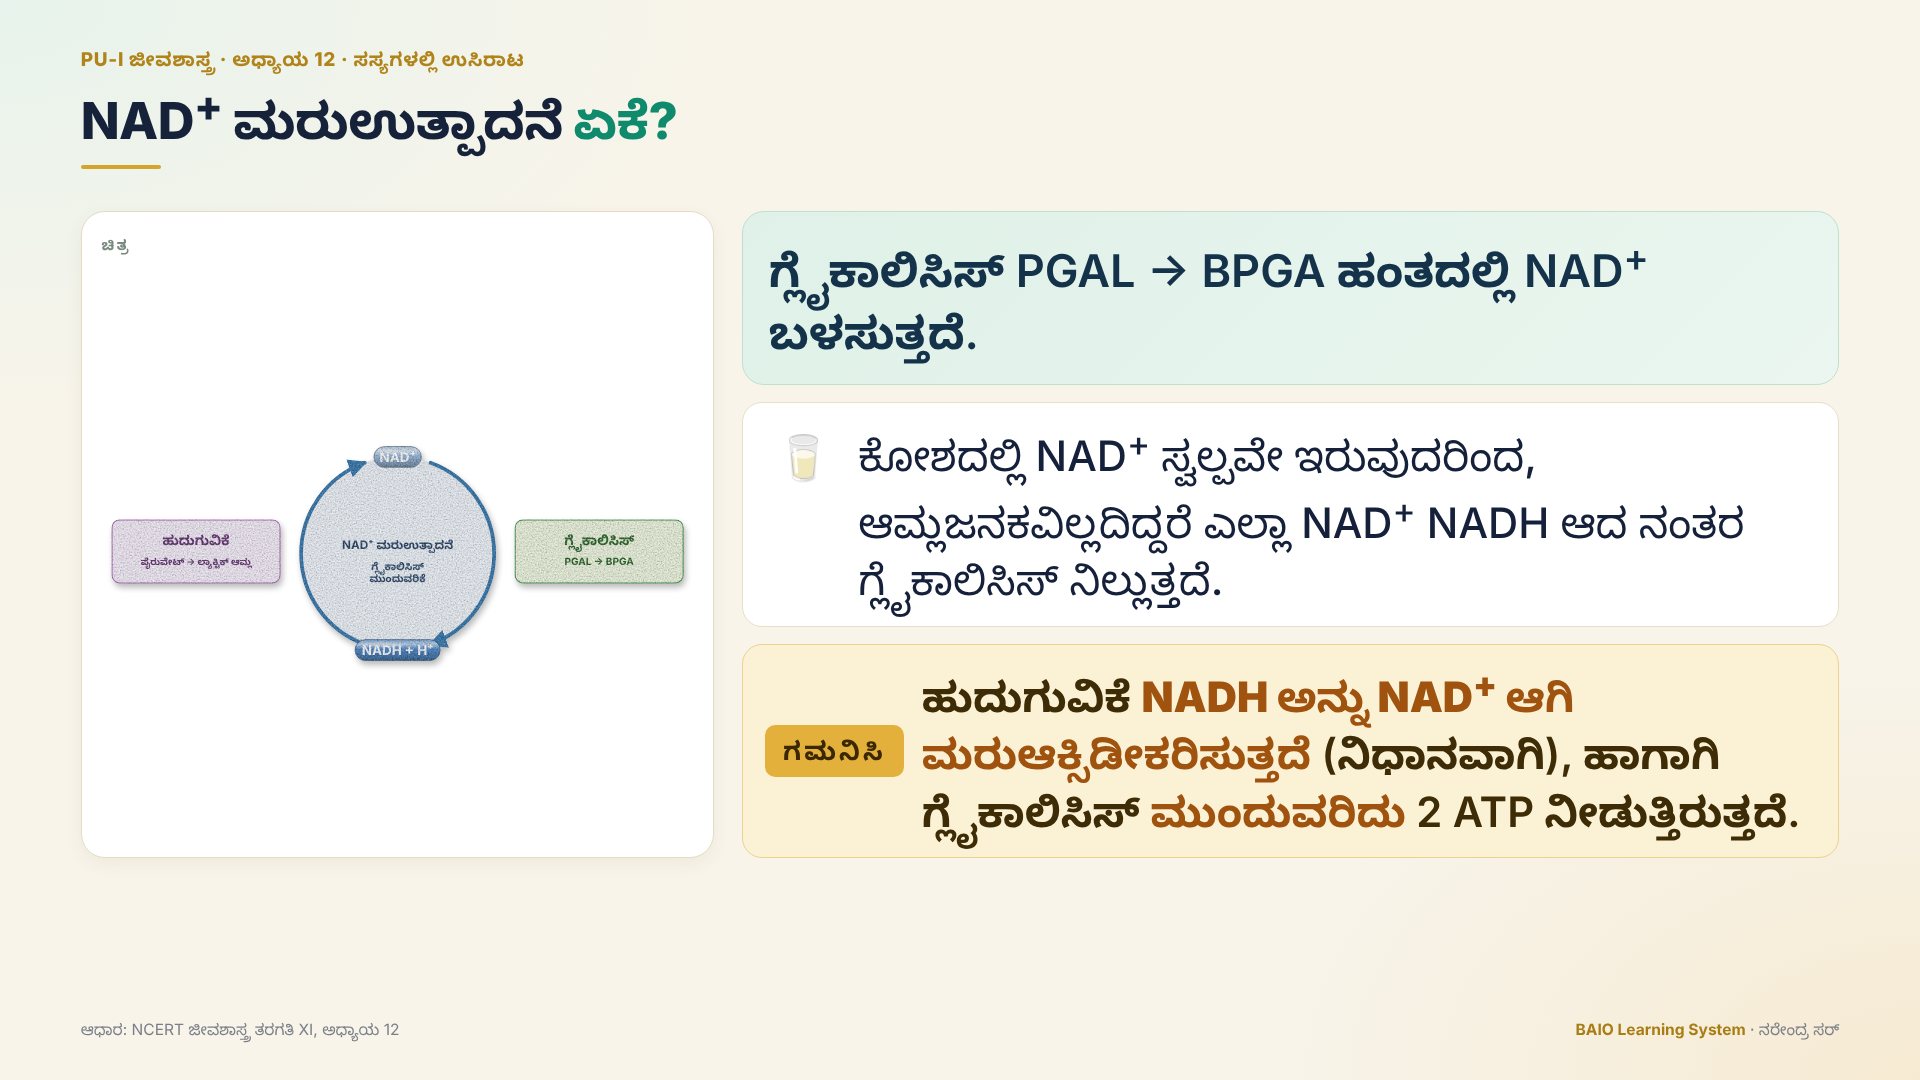 PU-I ಜೀವಶಾಸ್ತ್ರ · ಅಧ್ಯಾಯ 12 · ಸಸ್ಯಗಳಲ್ಲಿ ಉಸಿರಾಟ
NAD⁺ ಮರುಉತ್ಪಾದನೆ ಏಕೆ?
ಚಿತ್ರ
NAD⁺
ಹುದುಗುವಿಕೆ
ಪೈರುವೇಟ್ → ಲ್ಯಾಕ್ಟಿಕ್ ಆಮ್ಲ
NAD⁺ ಮರುಉತ್ಪಾದನೆ
ಗ್ಲೈಕಾಲಿಸಿಸ್
ಮುಂದುವರಿಕೆ
ಗ್ಲೈಕಾಲಿಸಿಸ್
PGAL → BPGA
NADH + H⁺
ಗ್ಲೈಕಾಲಿಸಿಸ್ PGAL → BPGA ಹಂತದಲ್ಲಿ NAD⁺
ಬಳಸುತ್ತದೆ.
ಕೋಶದಲ್ಲಿ NAD⁺ ಸ್ವಲ್ಪವೇ ಇರುವುದರಿಂದ,
ಆಮ್ಲಜನಕವಿಲ್ಲದಿದ್ದರೆ ಎಲ್ಲಾ NAD⁺ NADH ಆದ ನಂತರ
ಗ್ಲೈಕಾಲಿಸಿಸ್ ನಿಲ್ಲುತ್ತದೆ.
ಗಮನಿಸಿ
ಹುದುಗುವಿಕೆ NADH ಅನ್ನು NAD⁺ ಆಗಿ
ಮರುಆಕ್ಸಿಡೀಕರಿಸುತ್ತದೆ (ನಿಧಾನವಾಗಿ), ಹಾಗಾಗಿ
ಗ್ಲೈಕಾಲಿಸಿಸ್ ಮುಂದುವರಿದು 2 ATP ನೀಡುತ್ತಿರುತ್ತದೆ.
ಆಧಾರ: NCERT ಜೀವಶಾಸ್ತ್ರ ತರಗತಿ XI, ಅಧ್ಯಾಯ 12
BAIO Learning System · ನರೇಂದ್ರ ಸರ್